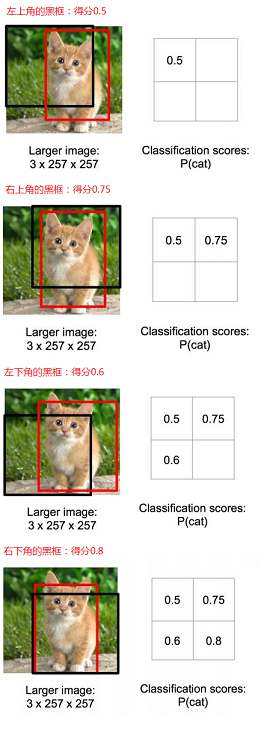 左上角的黑框：得分0.5
0.5
Larger image:
3 x 257 x 257
Classification scores:
P(cat)
右上角的黑框：得分0.75
0.5 0.75
Larger image:
3 x 257 x 257
Classification scores:
P(cat)
左下角的黑框：得分0.6
0.5 0.75
0.6
Larger image:
3 x 257 x 257
Classification scores:
P(cat)
右下角的黑框：得分0.8
0.5 0.75
0.6 0.8
Larger image:
3 x 257 x 257
Classification scores:
P(cat)